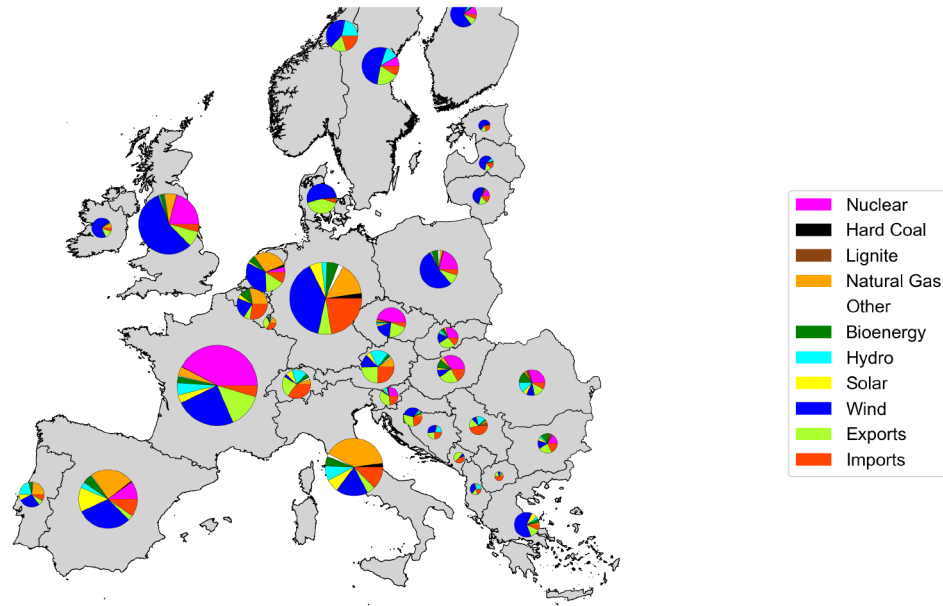 Nuclear
Hard Coal
Lignite
Natural Gas
Other
Bioenergy
Hydro
Solar
Wind
Exports
Imports